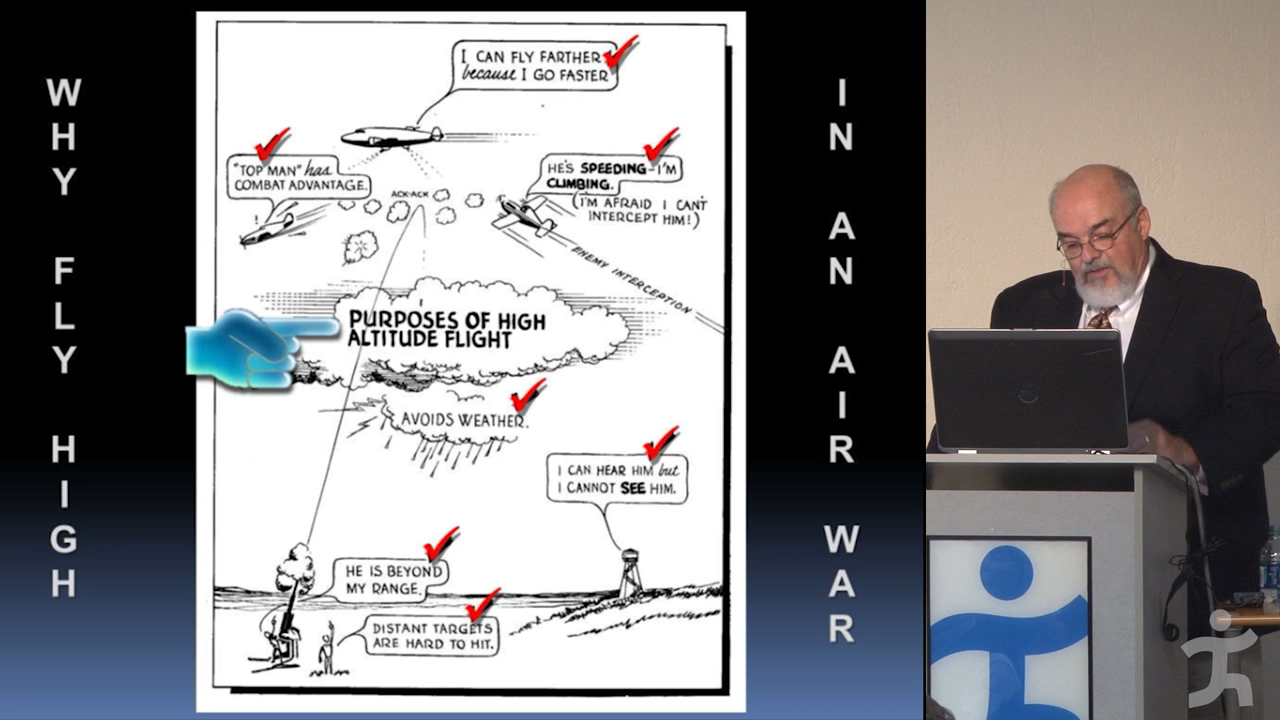 WHY FLY HIGH
IN AN AIR WAR
I CAN FLY FARTHER
because I GO FASTER
"TOP MAN" has
COMBAT ADVANTAGE.
HE'S SPEEDING-I'M
CLIMBING.
(I'M AFRAID I CAN'T
INTERCEPT HIM!)
ACK-ACK
!
ENEMY INTERCEPTION
PURPOSES OF HIGH
ALTITUDE FLIGHT
AVOIDS WEATHER.
I CAN HEAR HIM but
I CANNOT SEE HIM.
HE IS BEYOND
MY RANGE.
DISTANT TARGETS
ARE HARD TO HIT.